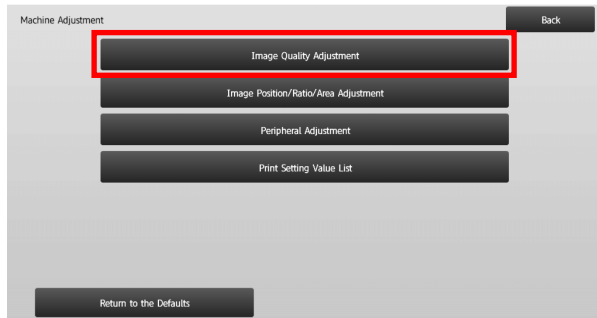 Machine Adjustment
Back
Image Quality Adjustment
Image Position/Ratio/Area Adjustment
Peripheral Adjustment
Print Setting Value List
Return to the Defaults